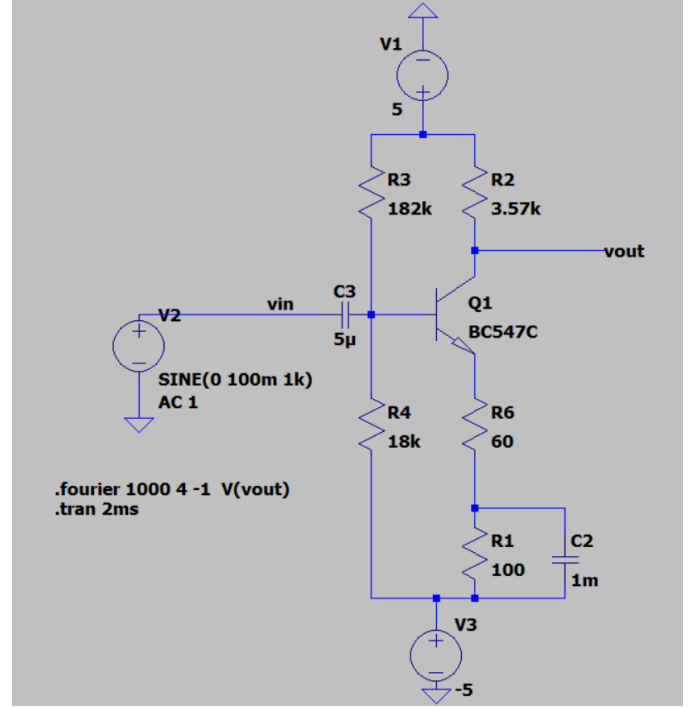 V1
5
R3
182k
R2
3.57k
vout
C3
5µ
vin
V2
SINE(0 100m 1k)
AC 1
Q1
BC547C
R4
18k
R6
60
.fourier 1000 4 -1  V(vout)
.tran 2ms
R1
100
C2
1m
V3
-5